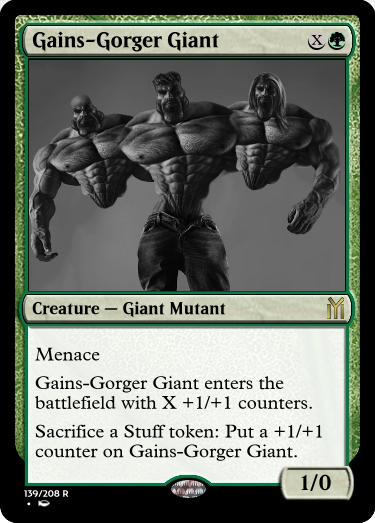 Gains-Gorger Giant X
Creature — Giant Mutant
Menace
Gains-Gorger Giant enters the
battlefield with X +1/+1 counters.
Sacrifice a Stuff token: Put a +1/+1
counter on Gains-Gorger Giant.
1/0
139/208 R